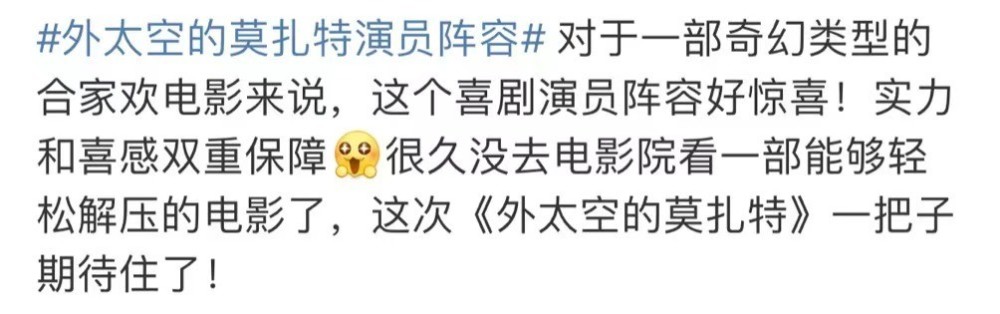 #外太空的莫扎特演员阵容# 对于一部奇幻类型的
合家欢电影来说，这个喜剧演员阵容好惊喜！实力
和喜感双重保障🤩很久没去电影院看一部能够轻
松解压的电影了，这次《外太空的莫扎特》一把子
期待住了！